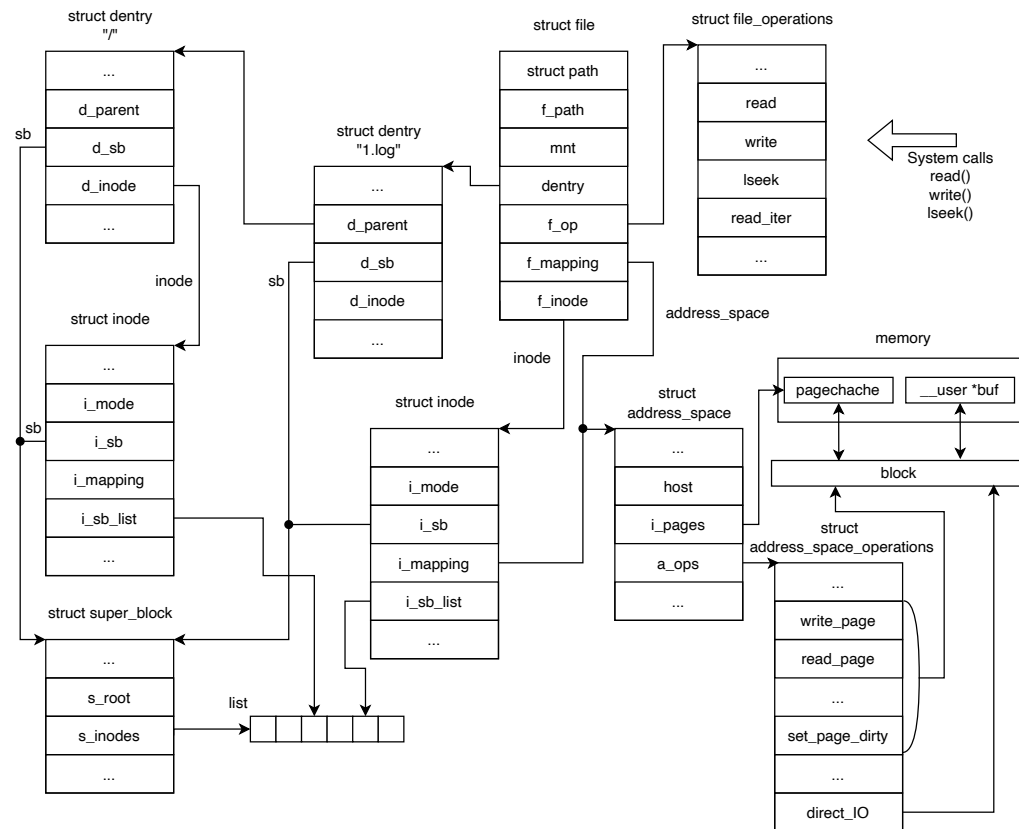 struct dentry
"/"
...
d_parent
d_sb
d_inode
...
sb
inode
struct inode
...
i_mode
i_sb
i_mapping
i_sb_list
...
sb
struct super_block
...
s_root
s_inodes
...
list
struct dentry
"1.log"
...
d_parent
d_sb
d_inode
...
sb
struct file
struct path
f_path
mnt
dentry
f_op
f_mapping
f_inode
inode
address_space
struct inode
...
i_mode
i_sb
i_mapping
i_sb_list
...
struct file_operations
...
read
write
lseek
read_iter
...
System calls
read()
write()
lseek()
struct
address_space
...
host
i_pages
a_ops
...
memory
pagechache
__user *buf
block
struct
address_space_operations
...
write_page
read_page
...
set_page_dirty
...
direct_IO